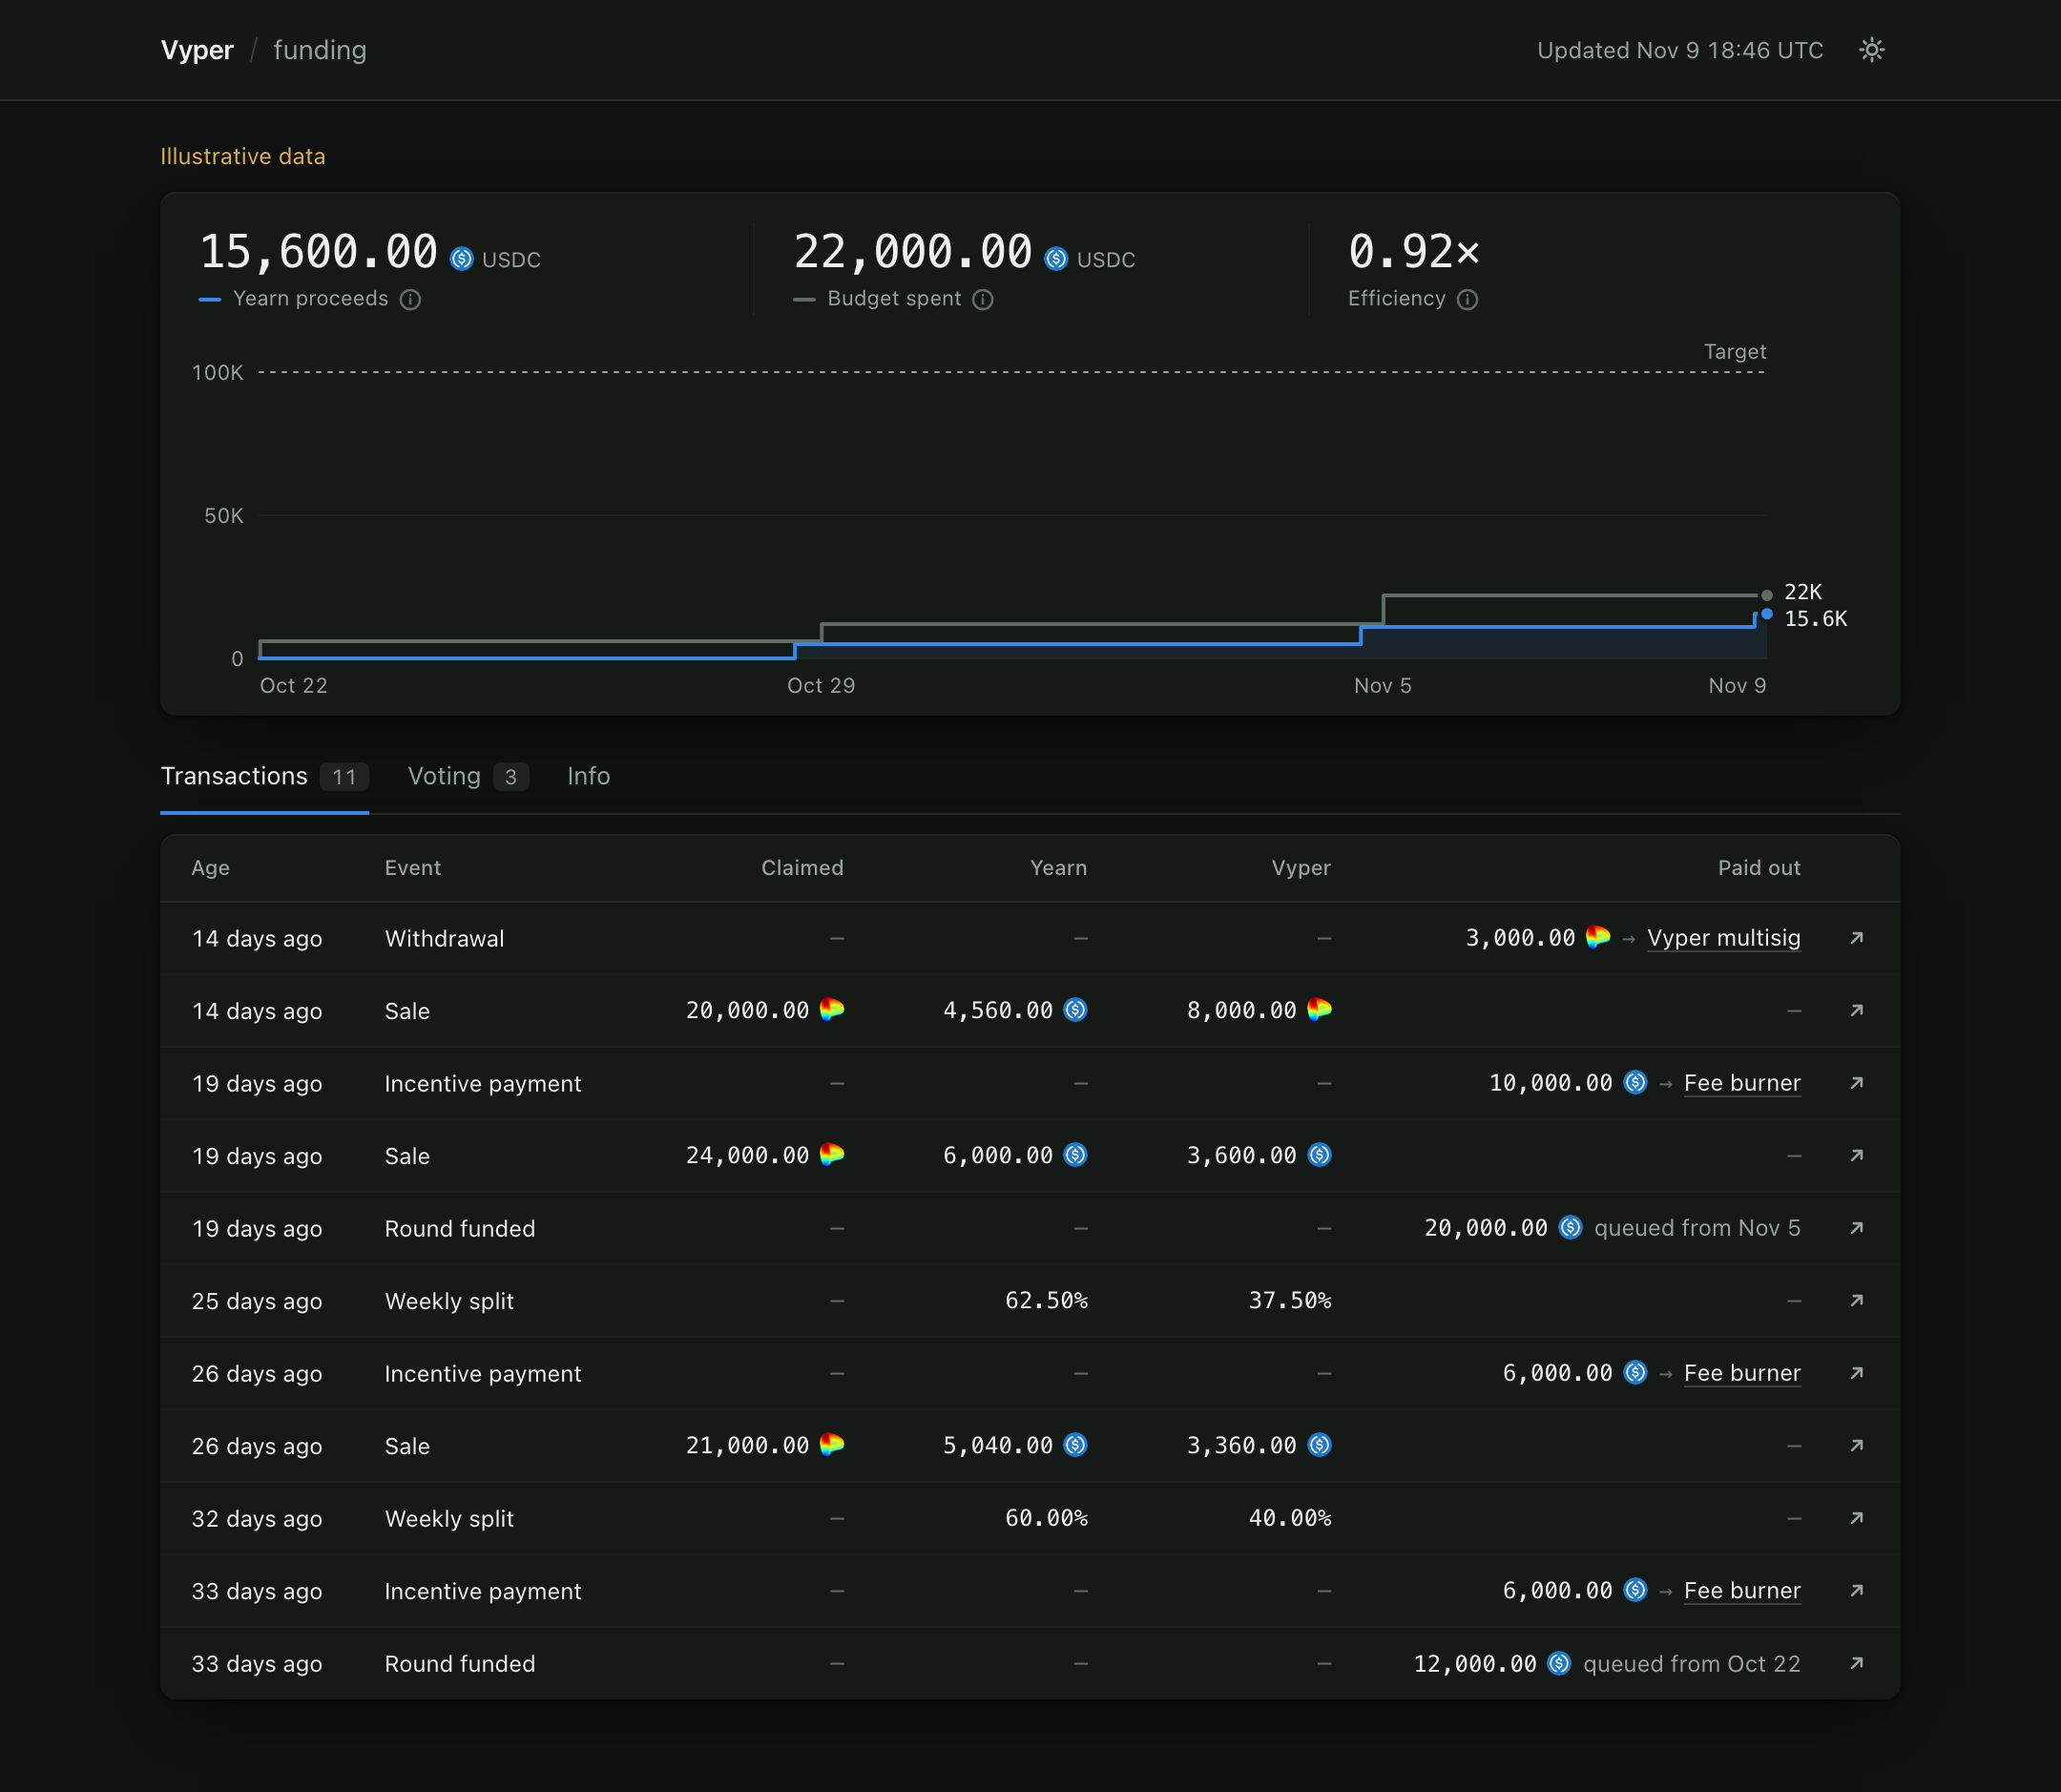 Vyper / funding
Updated Nov 9 18:46 UTC
Illustrative data
15,600.00 USDC
Yearn proceeds
22,000.00 USDC
Budget spent
0.92×
Efficiency
Target
100K
50K
22K
15.6K
0
Oct 22 Oct 29 Nov 5 Nov 9
Transactions 11 Voting 3 Info
Age Event Claimed Yearn Vyper Paid out
14 days ago Withdrawal — — — 3,000.00 → Vyper multisig ↗
14 days ago Sale 20,000.00 4,560.00 8,000.00 — ↗
19 days ago Incentive payment — — — 10,000.00 → Fee burner ↗
19 days ago Sale 24,000.00 6,000.00 3,600.00 — ↗
19 days ago Round funded — — — 20,000.00 queued from Nov 5 ↗
25 days ago Weekly split — 62.50% 37.50% — ↗
26 days ago Incentive payment — — — 6,000.00 → Fee burner ↗
26 days ago Sale 21,000.00 5,040.00 3,360.00 — ↗
32 days ago Weekly split — 60.00% 40.00% — ↗
33 days ago Incentive payment — — — 6,000.00 → Fee burner ↗
33 days ago Round funded — — — 12,000.00 queued from Oct 22 ↗